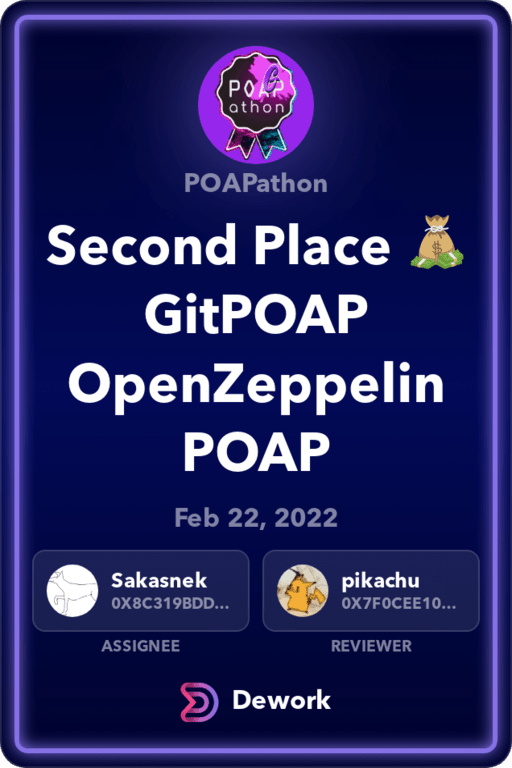 POAP
athon
POAPathon
Second Place 💰
GitPOAP
OpenZeppelin
POAP
Feb 22, 2022
Sakasnek
0X8C319BDD...
pikachu
0X7F0CEE10...
ASSIGNEE
REVIEWER
Dework